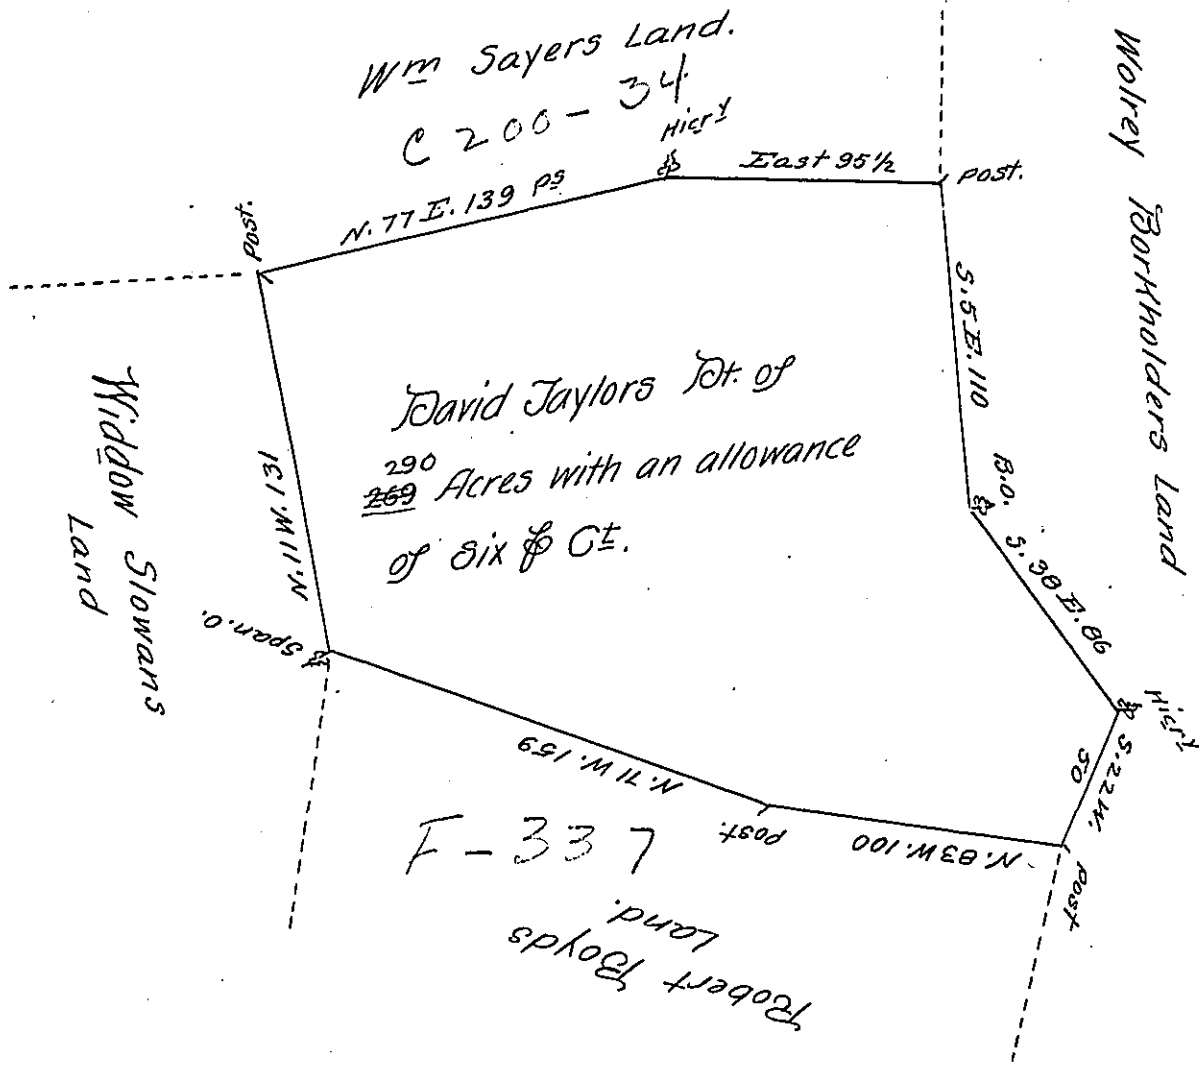 Wm Sayers Land.
C 200 - 34
Hicry
East 95½
Post.
N. 77 E. 139 Ps
Post.
Wolrey Borkholders Land
S. 5 E. 110
B.O.
S. 38 E. 86
Hicry
S. 22 W.
50
Post
David Taylors Dt. of
290
269 Acres with an allowance
of six ⅌ Ct.
N. 11 W. 131
Widdow Slowans
Land
Span. O.
N. 71 W. 159
Post.
N. 83 W. 100
F - 337
Robert Boyds
Land.